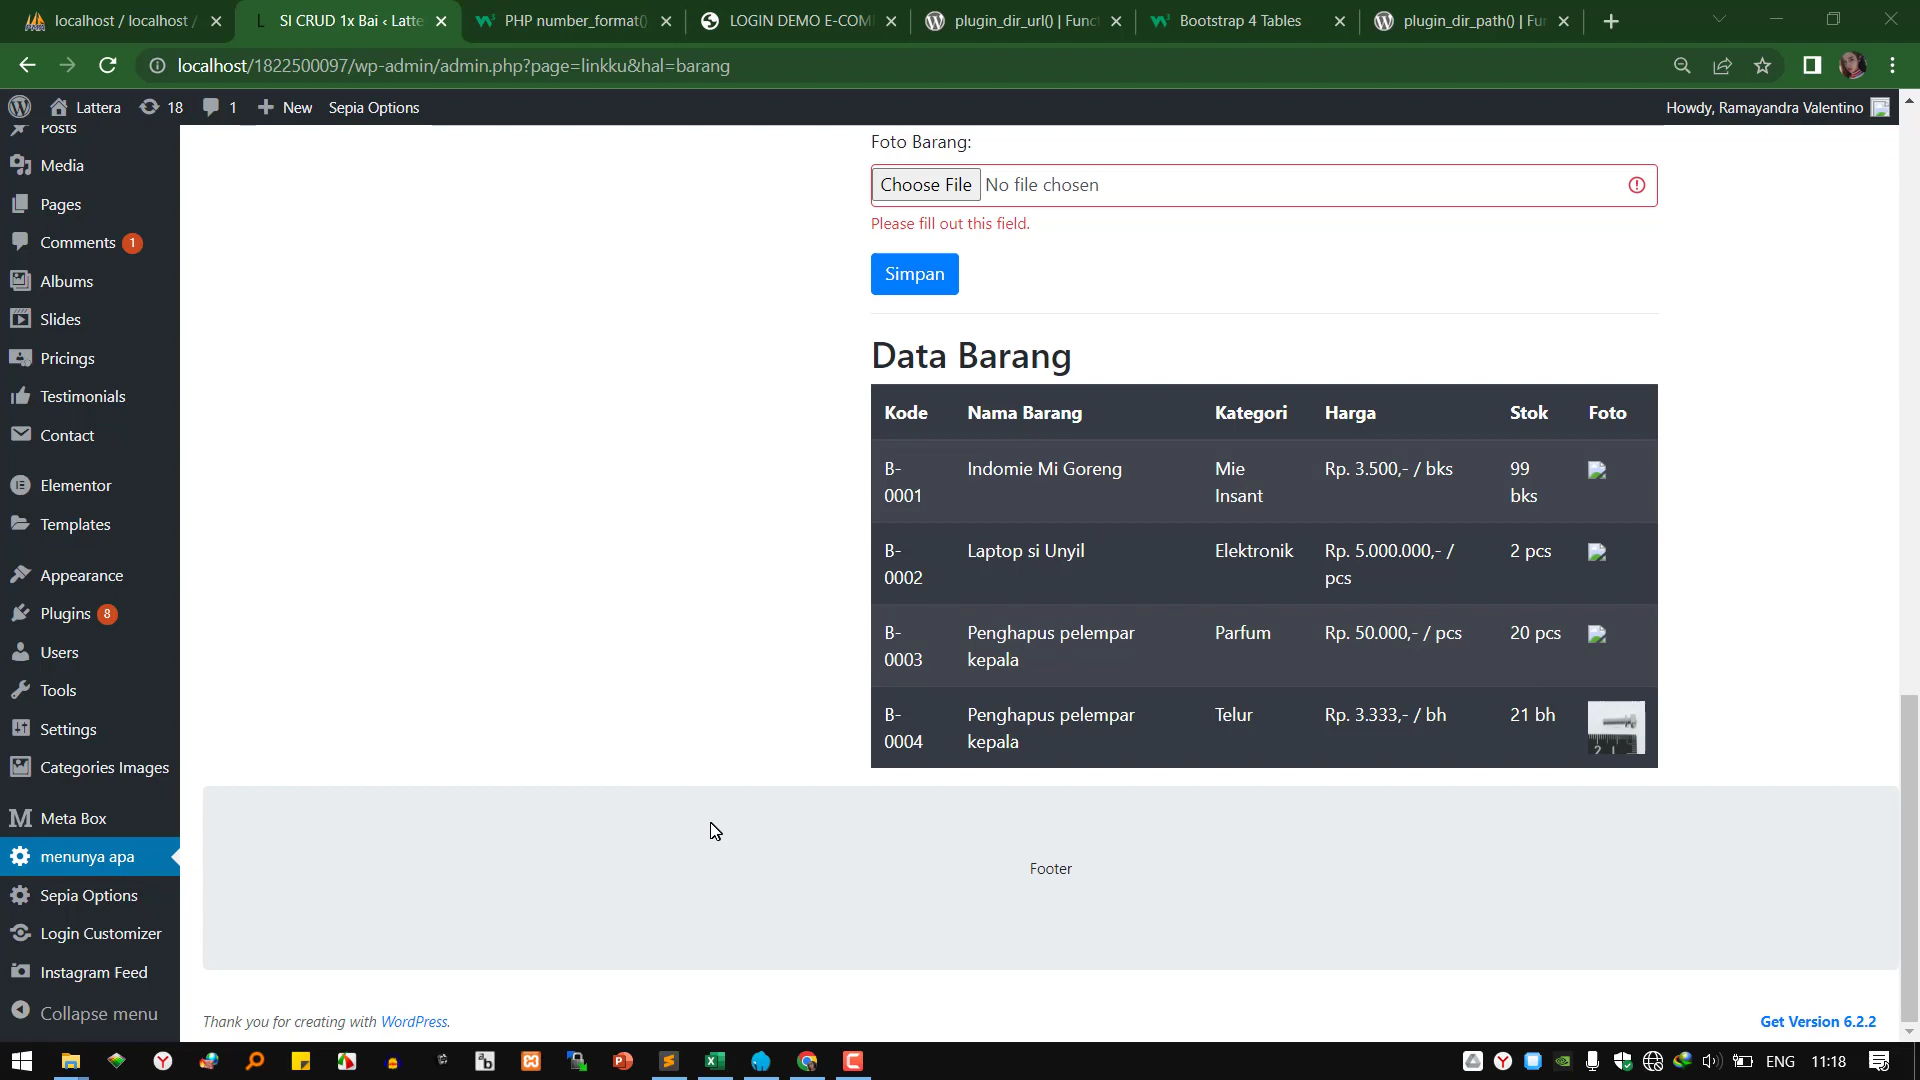 localhost / localhost /
SI CRUD 1x Bai ‹ Latte
PHP number_format()
LOGIN DEMO E-COM
plugin_dir_url() | Func
Bootstrap 4 Tables
plugin_dir_path() | Fu
localhost/1822500097/wp-admin/admin.php?page=linkku&hal=barang
Lattera
18
1
New
Sepia Options
Howdy, Ramayandra Valentino
Posts
Media
Pages
Comments 1
Albums
Slides
Pricings
Testimonials
Contact
Elementor
Templates
Appearance
Plugins 8
Users
Tools
Settings
Categories Images
Meta Box
menunya apa
Sepia Options
Login Customizer
Instagram Feed
Collapse menu
Foto Barang:
Choose File No file chosen
Please fill out this field.
Simpan
Data Barang
Kode Nama Barang Kategori Harga Stok Foto
B- Indomie Mi Goreng Mie Rp. 3.500,- / bks 99
0001 Insant bks
B- Laptop si Unyil Elektronik Rp. 5.000.000,- / 2 pcs
0002 pcs
B- Penghapus pelempar Parfum Rp. 50.000,- / pcs 20 pcs
0003 kepala
B- Penghapus pelempar Telur Rp. 3.333,- / bh 21 bh
0004 kepala
Footer
Thank you for creating with WordPress.
Get Version 6.2.2
ENG 11:18